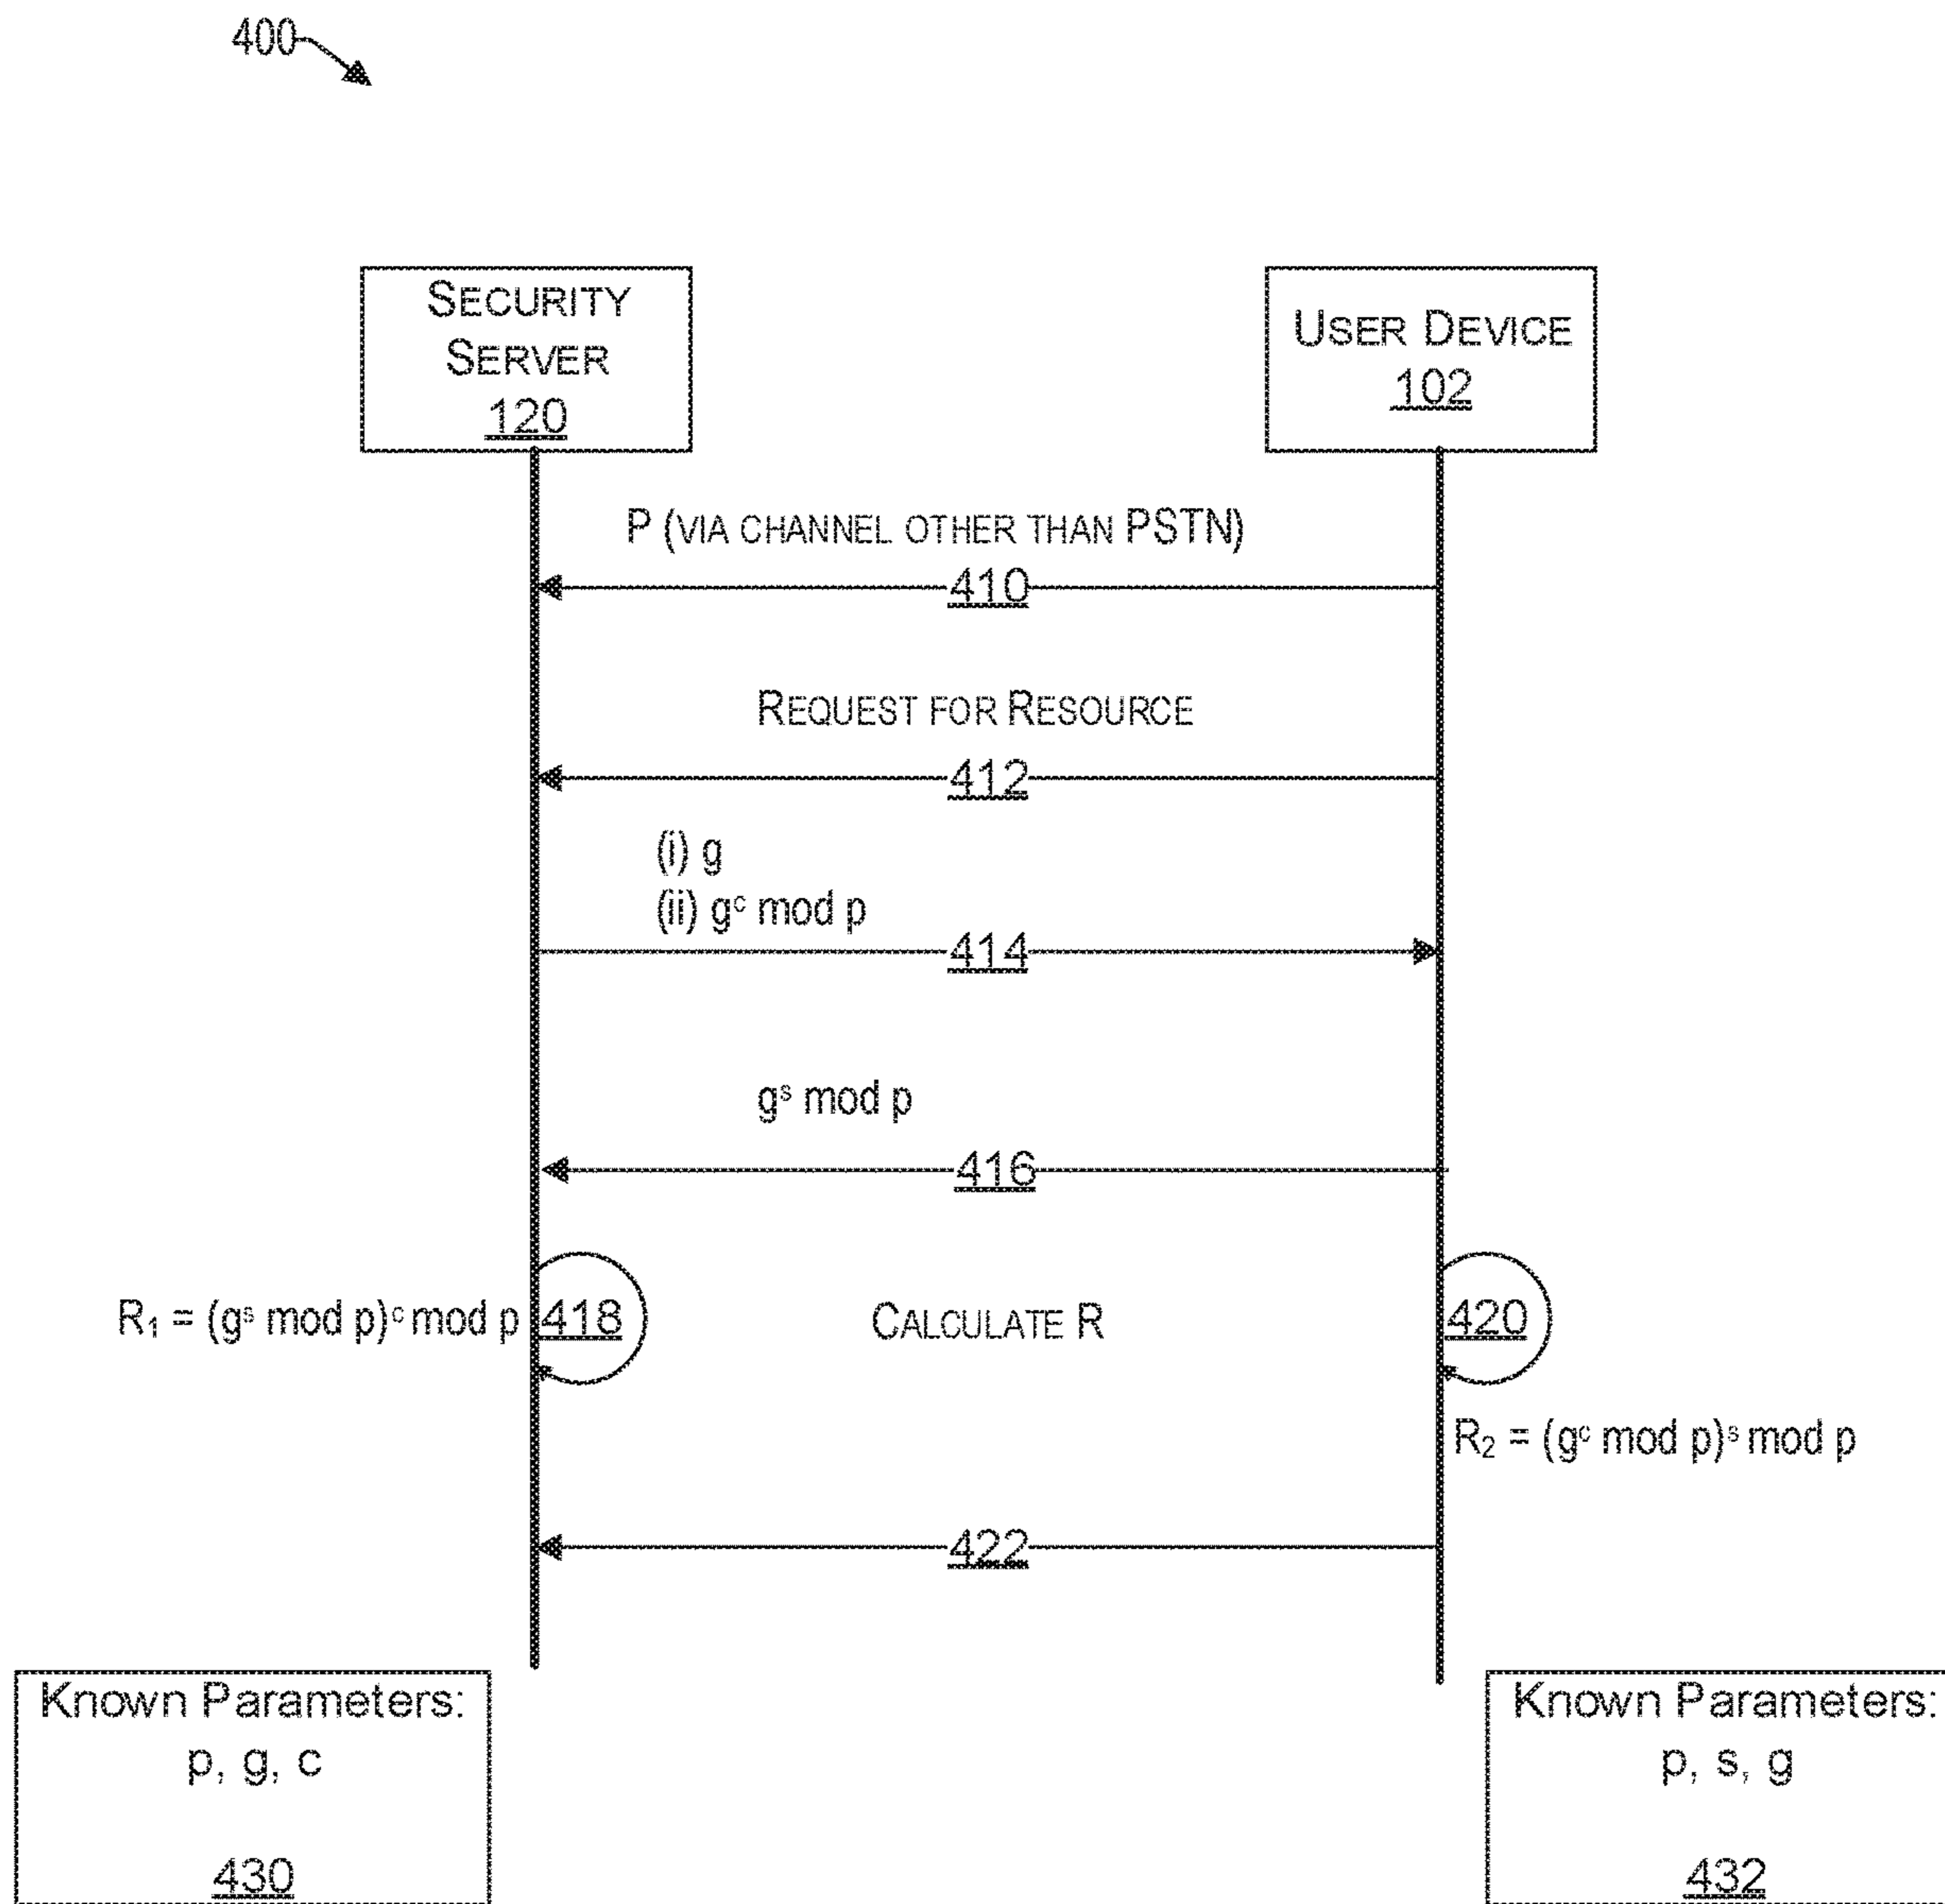 400
SECURITY
SERVER
120
USER DEVICE
102
P (VIA CHANNEL OTHER THAN PSTN)
410
REQUEST FOR RESOURCE
412
(i) g
(ii) gᶜ mod p
414
gˢ mod p
416
R₁ = (gˢ mod p)ᶜ mod p
418
CALCULATE R
420
R₂ = (gᶜ mod p)ˢ mod p
422
Known Parameters:
p, g, c
430
Known Parameters:
p, s, g
432